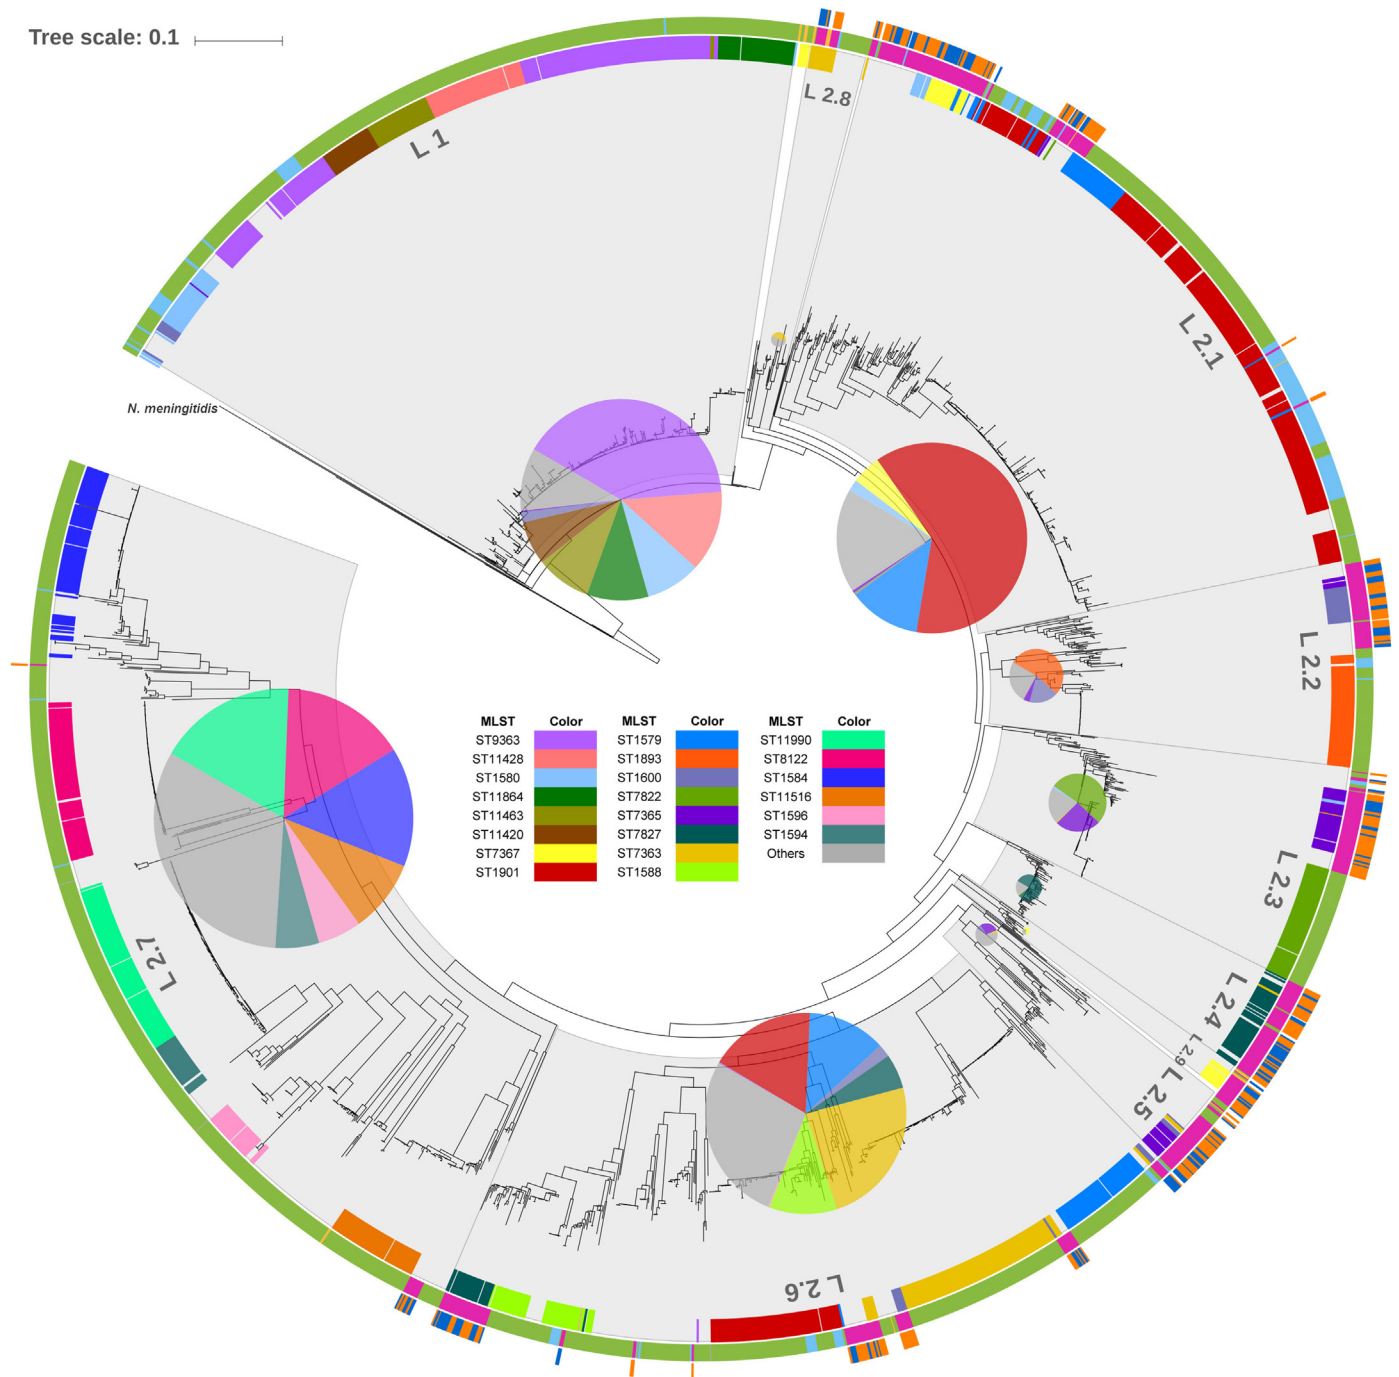 Tree scale: 0.1
L 1
L 2.8
L 2.1
N. meningitidis
L 2.2
MLST Color MLST Color MLST Color
ST9363 ST1579 ST11990
ST11428 ST1893 ST8122
ST1580 ST1600 ST1584
ST11864 ST7822 ST11516
ST11463 ST7365 ST1596
ST11420 ST7827 ST1594
ST7367 ST7363 Others
ST1901 ST1588
L 2.3
L 2.7
L 2.4
L 2.9
L 2.5
L 2.6